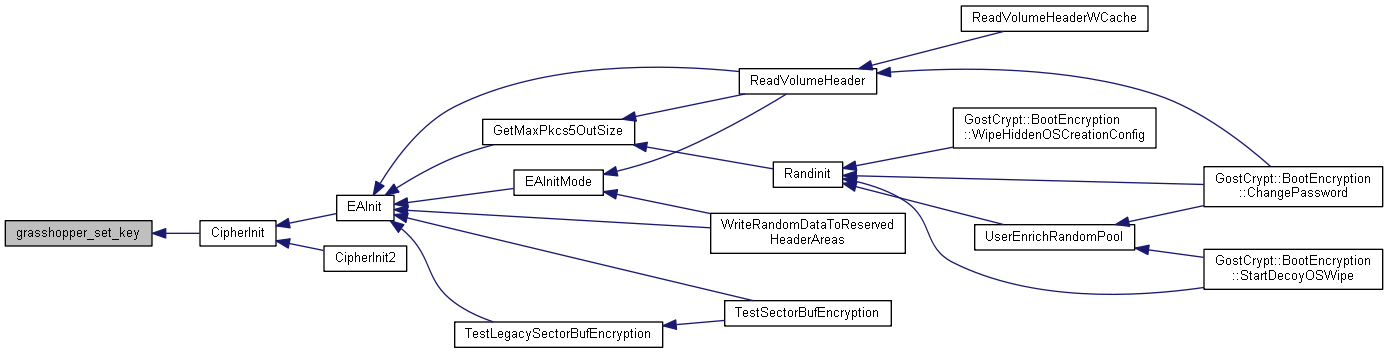 ReadVolumeHeaderWCache
ReadVolumeHeader
GetMaxPkcs5OutSize
GostCrypt::BootEncryption
::WipeHiddenOSCreationConfig
EAInitMode
Randinit
GostCrypt::BootEncryption
::ChangePassword
EAInit
grasshopper_set_key
CipherInit
WriteRandomDataToReserved
HeaderAreas
UserEnrichRandomPool
CipherInit2
GostCrypt::BootEncryption
::StartDecoyOSWipe
TestSectorBufEncryption
TestLegacySectorBufEncryption